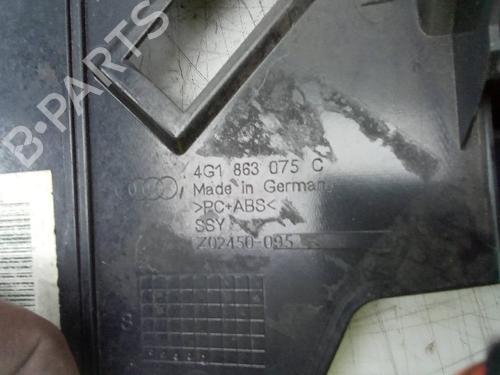 B-PARTS
4G1 863 075 C
Made in Germany
>PC+ABS<
SSY
Z02450-095